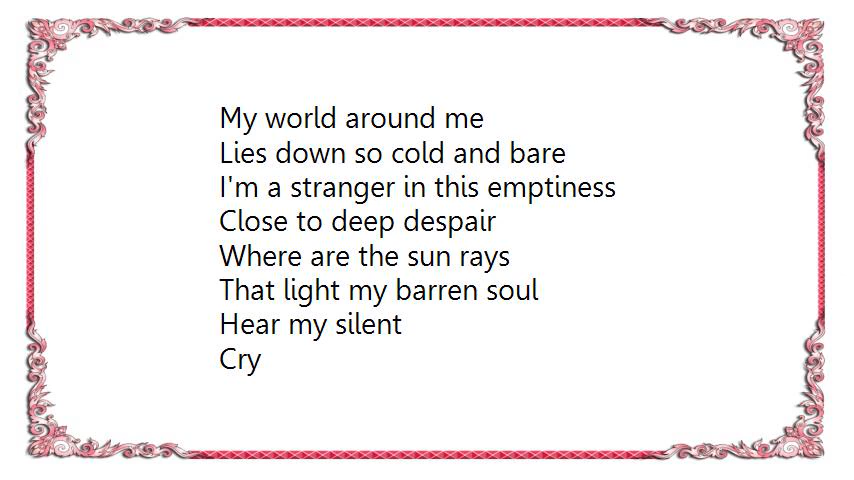 My world around me
Lies down so cold and bare
I'm a stranger in this emptiness
Close to deep despair
Where are the sun rays
That light my barren soul
Hear my silent
Cry